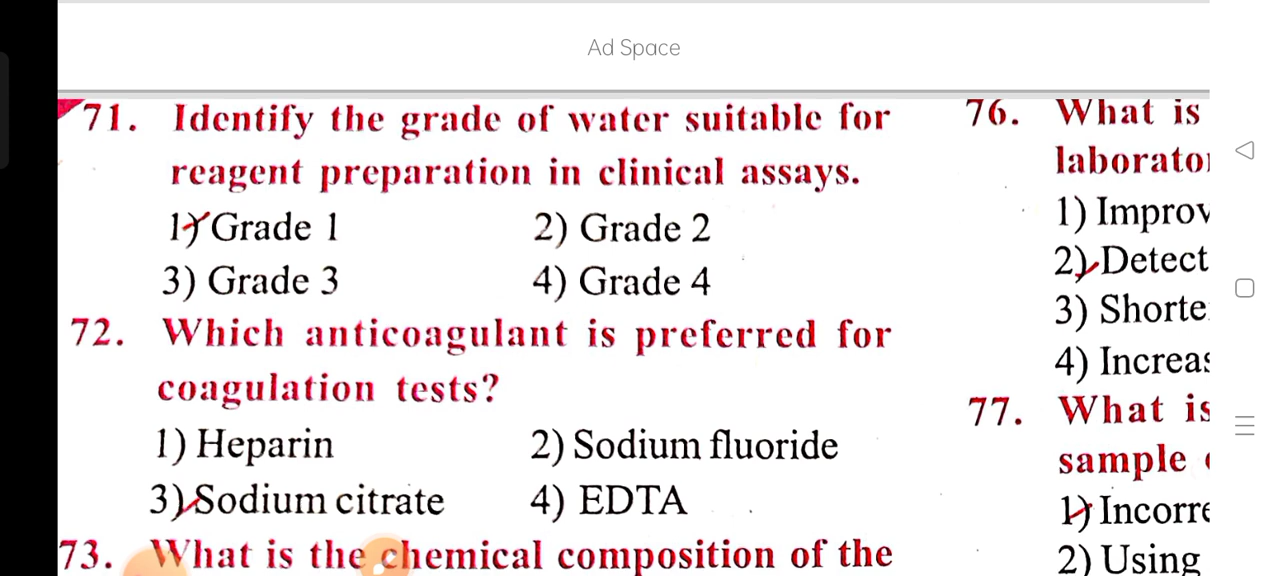 Ad Space
71. Identify the grade of water suitable for
reagent preparation in clinical assays.
1) Grade 1 2) Grade 2
3) Grade 3 4) Grade 4
72. Which anticoagulant is preferred for
coagulation tests?
1) Heparin 2) Sodium fluoride
3) Sodium citrate 4) EDTA
73. What is the chemical composition of the
76. What is
1) Improv
2) Detect
3) Shorte
4) Increas
77. What is
sample
1) Incorre
2) Using